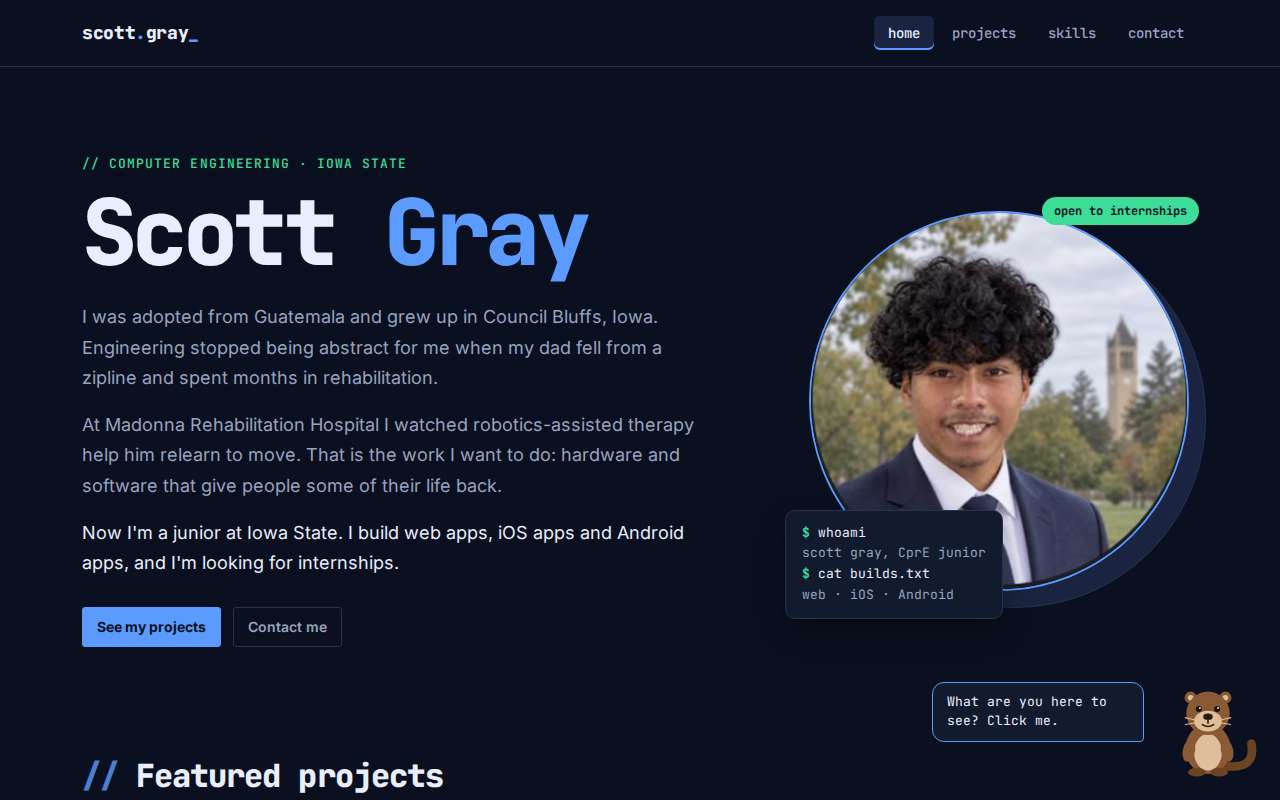 scott.gray_
home projects skills contact
// COMPUTER ENGINEERING · IOWA STATE
Scott Gray
I was adopted from Guatemala and grew up in Council Bluffs, Iowa.
Engineering stopped being abstract for me when my dad fell from a
zipline and spent months in rehabilitation.
At Madonna Rehabilitation Hospital I watched robotics-assisted therapy
help him relearn to move. That is the work I want to do: hardware and
software that give people some of their life back.
Now I'm a junior at Iowa State. I build web apps, iOS apps and Android
apps, and I'm looking for internships.
See my projects
Contact me
open to internships
$ whoami
scott gray, CprE junior
$ cat builds.txt
web · iOS · Android
What are you here to
see? Click me.
// Featured projects